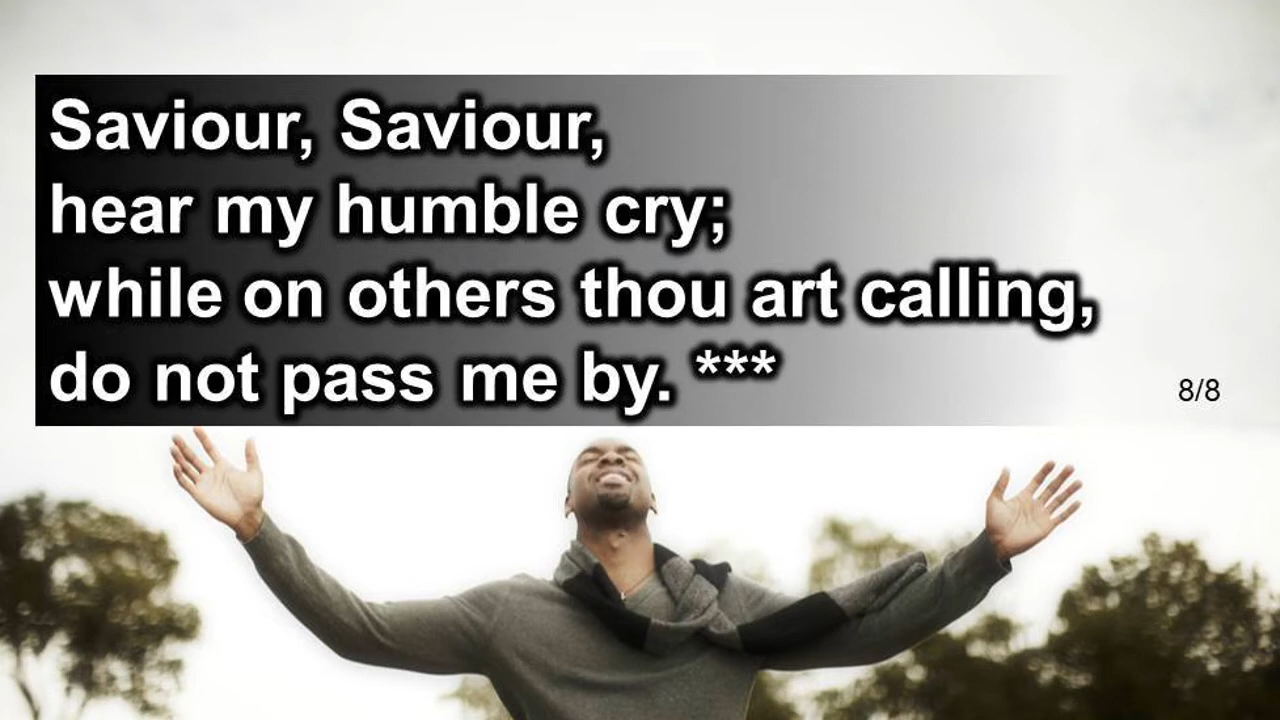 Saviour, Saviour,
hear my humble cry;
while on others thou art calling,
do not pass me by. ***
8/8